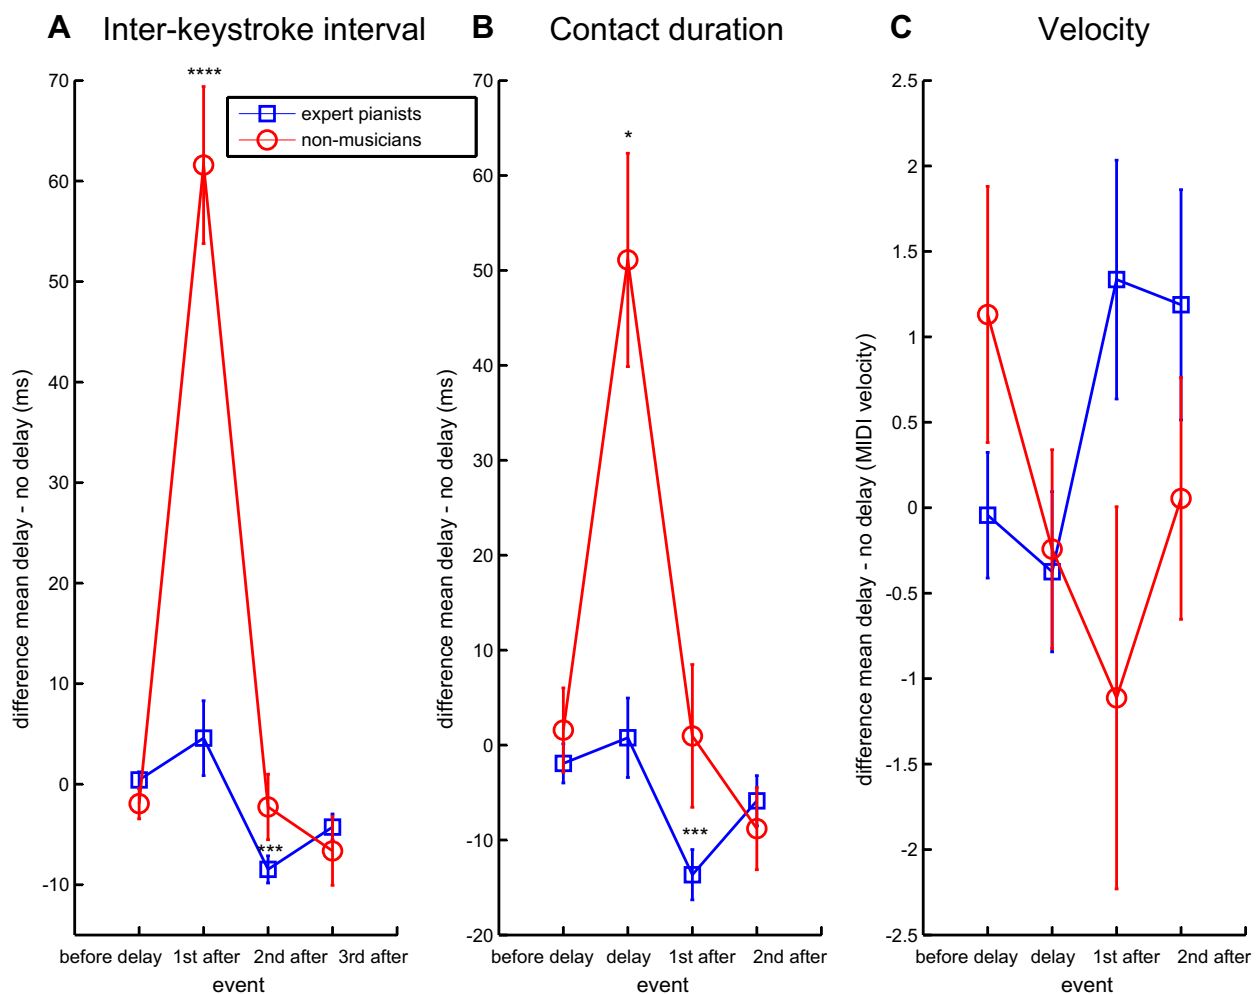 A Inter-keystroke interval
difference mean delay - no delay (ms)
70
60
50
40
30
20
10
0
-10
****
***
expert pianists
non-musicians
before delay 1st after 2nd after 3rd after
event
B Contact duration
difference mean delay - no delay (ms)
70
60
50
40
30
20
10
0
-10
-20
*
***
before delay delay 1st after 2nd after
event
C Velocity
difference mean delay - no delay (MIDI velocity)
2.5
2
1.5
1
0.5
0
-0.5
-1
-1.5
-2
-2.5
before delay delay 1st after 2nd after
event